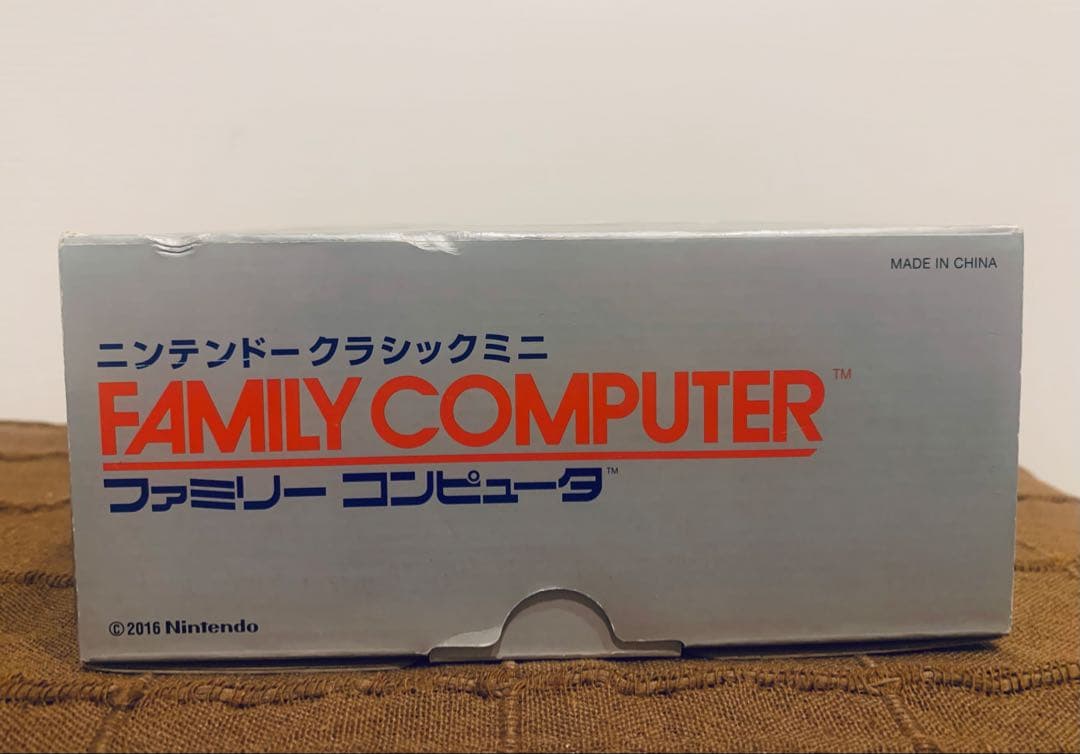 MADE IN CHINA
ニンテンドークラシックミニ
FAMILY COMPUTER™
ファミリー コンピュータ™
©2016 Nintendo